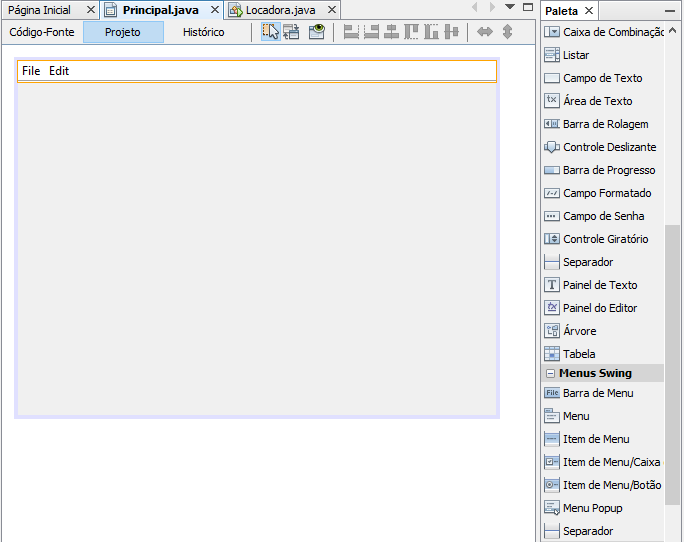 Página Inicial
Principal.java
Locadora.java
Código-Fonte
Projeto
Histórico
File Edit
Paleta
Caixa de Combinação
Listar
Campo de Texto
Área de Texto
Barra de Rolagem
Controle Deslizante
Barra de Progresso
Campo Formatado
Campo de Senha
Controle Giratório
Separador
Painel de Texto
Painel do Editor
Árvore
Tabela
Menus Swing
Barra de Menu
Menu
Item de Menu
Item de Menu/Caixa
Item de Menu/Botão
Menu Popup
Separador